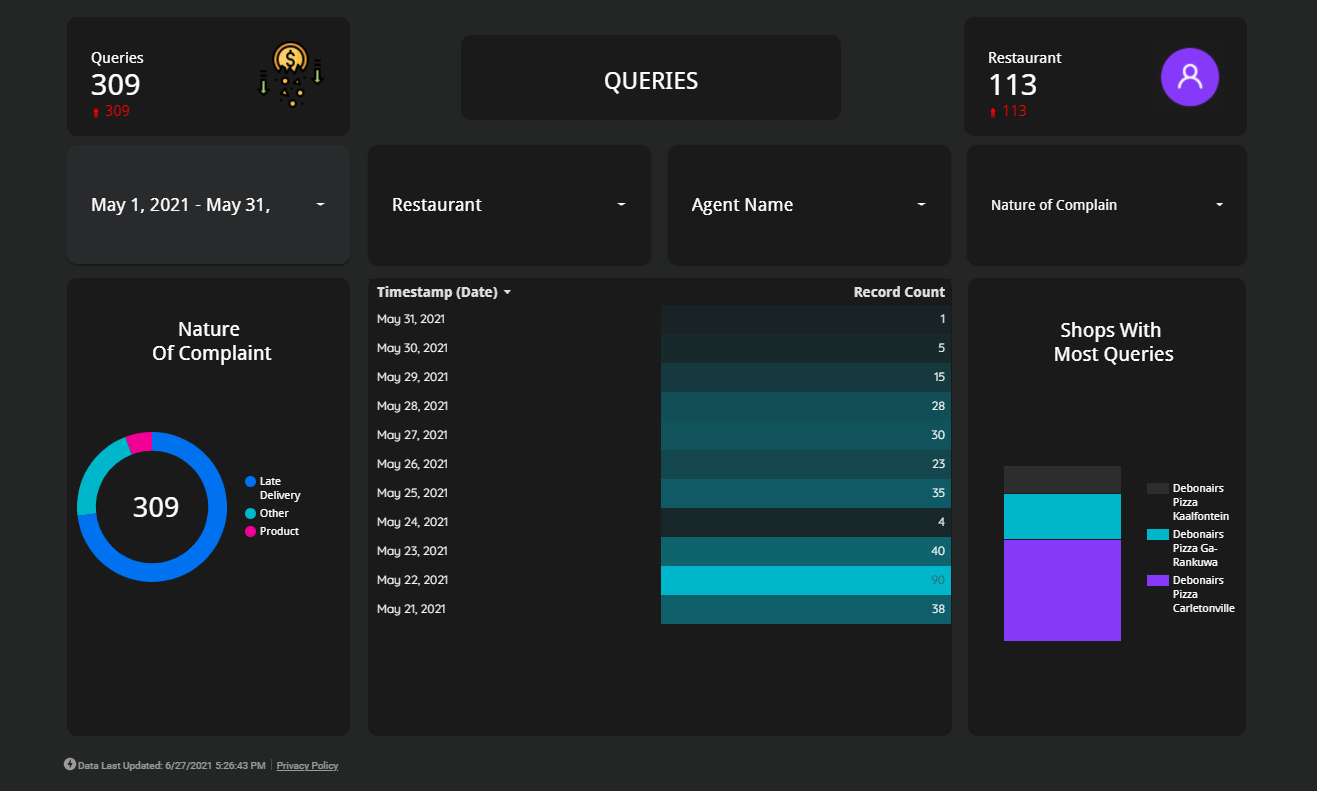 Queries
309
309
QUERIES
Restaurant
113
113
May 1, 2021 - May 31,
Restaurant
Agent Name
Nature of Complain
Nature
Of Complaint
309
Late
Delivery
Other
Product
Timestamp (Date) Record Count
May 31, 2021 1
May 30, 2021 5
May 29, 2021 15
May 28, 2021 28
May 27, 2021 30
May 26, 2021 23
May 25, 2021 35
May 24, 2021 4
May 23, 2021 40
May 22, 2021 90
May 21, 2021 38
Shops With
Most Queries
Debonairs
Pizza
Kaalfontein
Debonairs
Pizza Ga-
Rankuwa
Debonairs
Pizza
Carletonville
Data Last Updated: 6/27/2021 5:26:43 PM | Privacy Policy